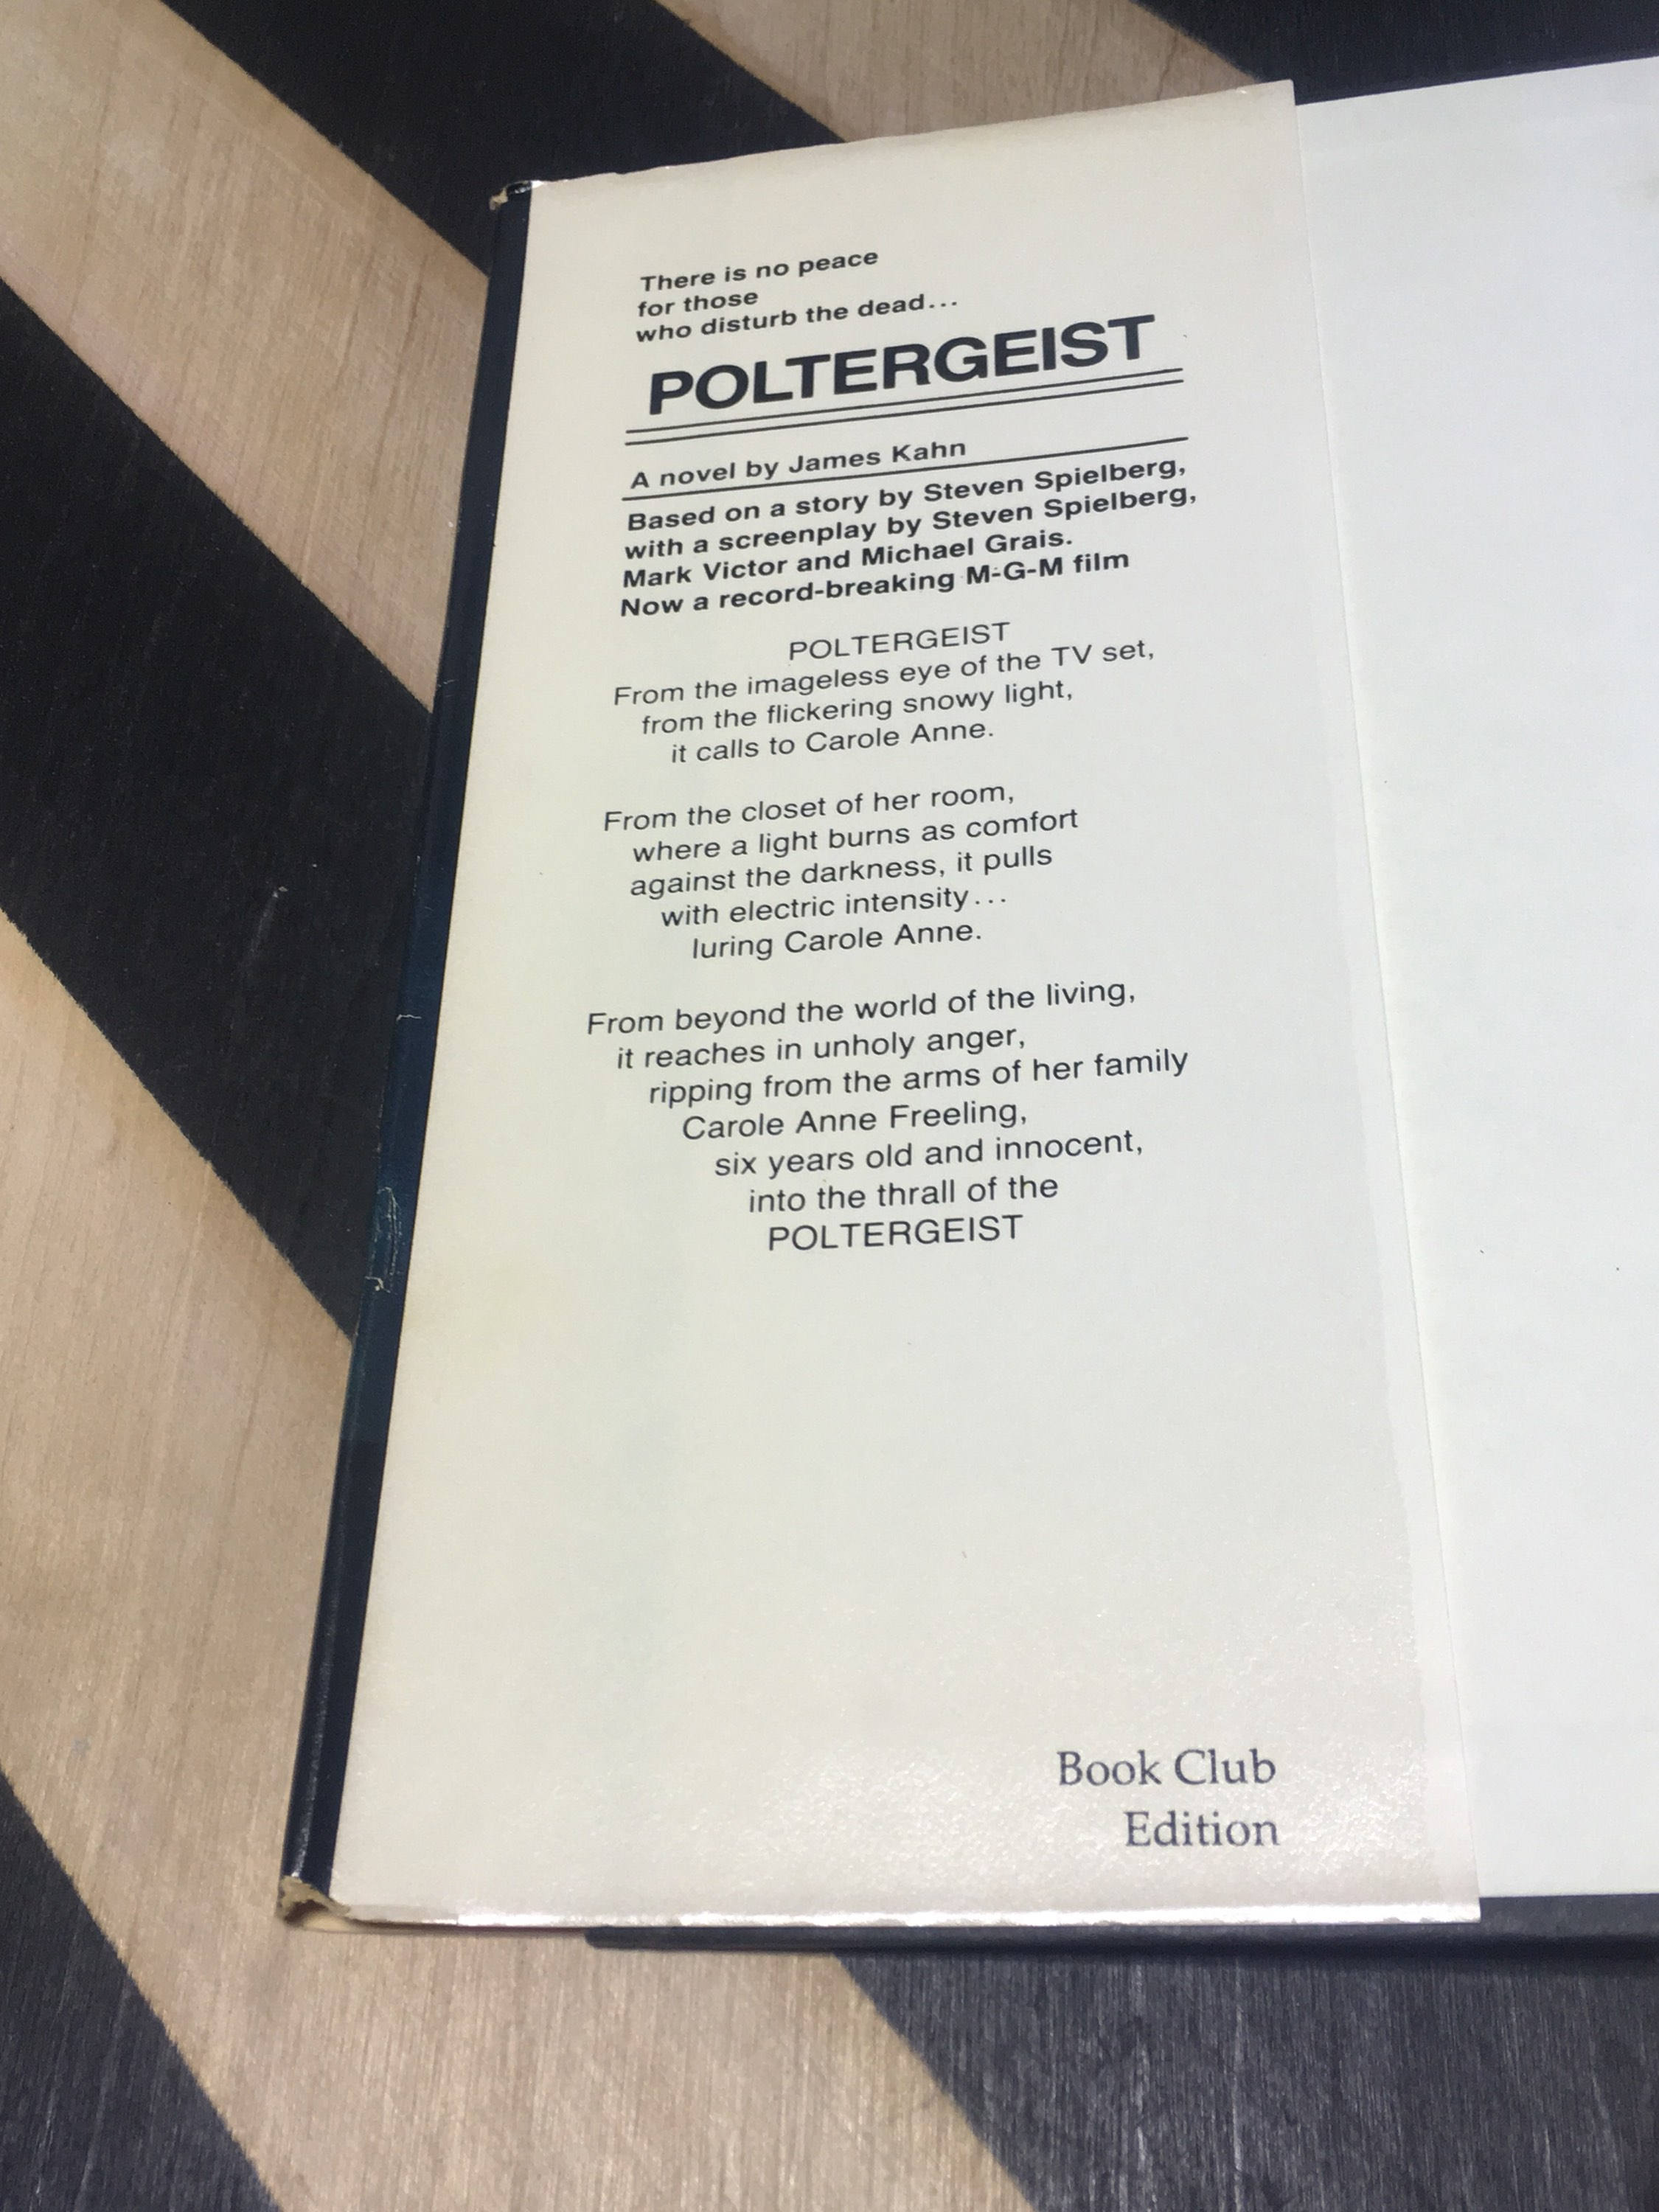 There is no peace
for those
who disturb the dead...
POLTERGEIST
A novel by James Kahn
Based on a story by Steven Spielberg,
with a screenplay by Steven Spielberg,
Mark Victor and Michael Grais.
Now a record-breaking M-G-M film
POLTERGEIST
From the imageless eye of the TV set,
from the flickering snowy light,
it calls to Carole Anne.
From the closet of her room,
where a light burns as comfort
against the darkness, it pulls
with electric intensity...
luring Carole Anne.
From beyond the world of the living,
it reaches in unholy anger,
ripping from the arms of her family
Carole Anne Freeling,
six years old and innocent,
into the thrall of the
POLTERGEIST
Book Club
Edition